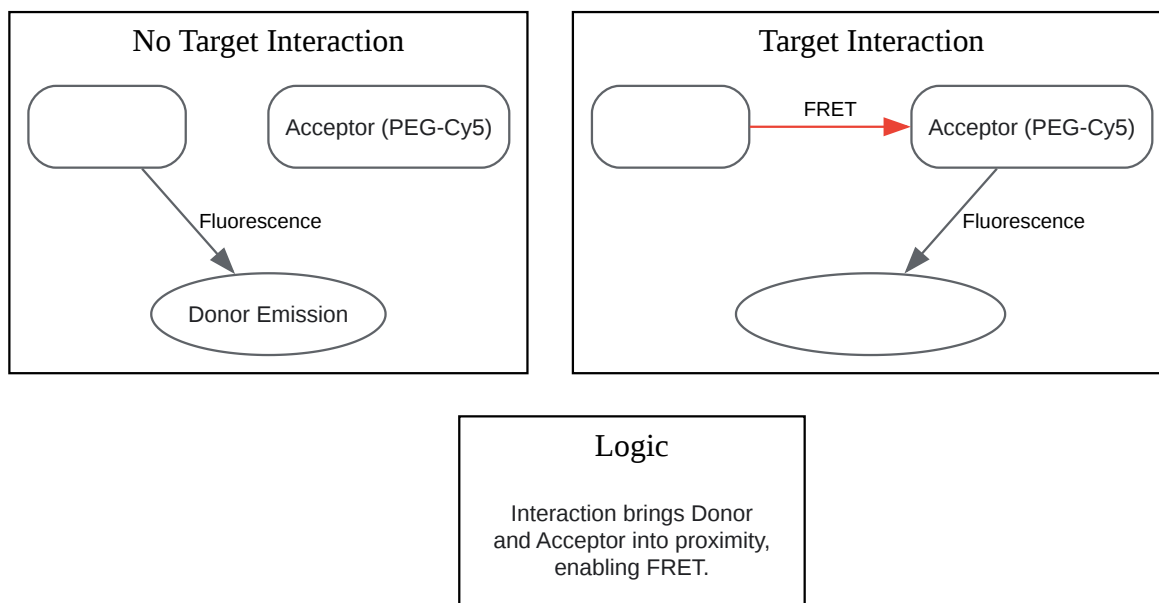 No Target Interaction
Acceptor (PEG-Cy5)
Fluorescence
Donor Emission
Target Interaction
FRET
Acceptor (PEG-Cy5)
Fluorescence
Logic
Interaction brings Donor
and Acceptor into proximity,
enabling FRET.